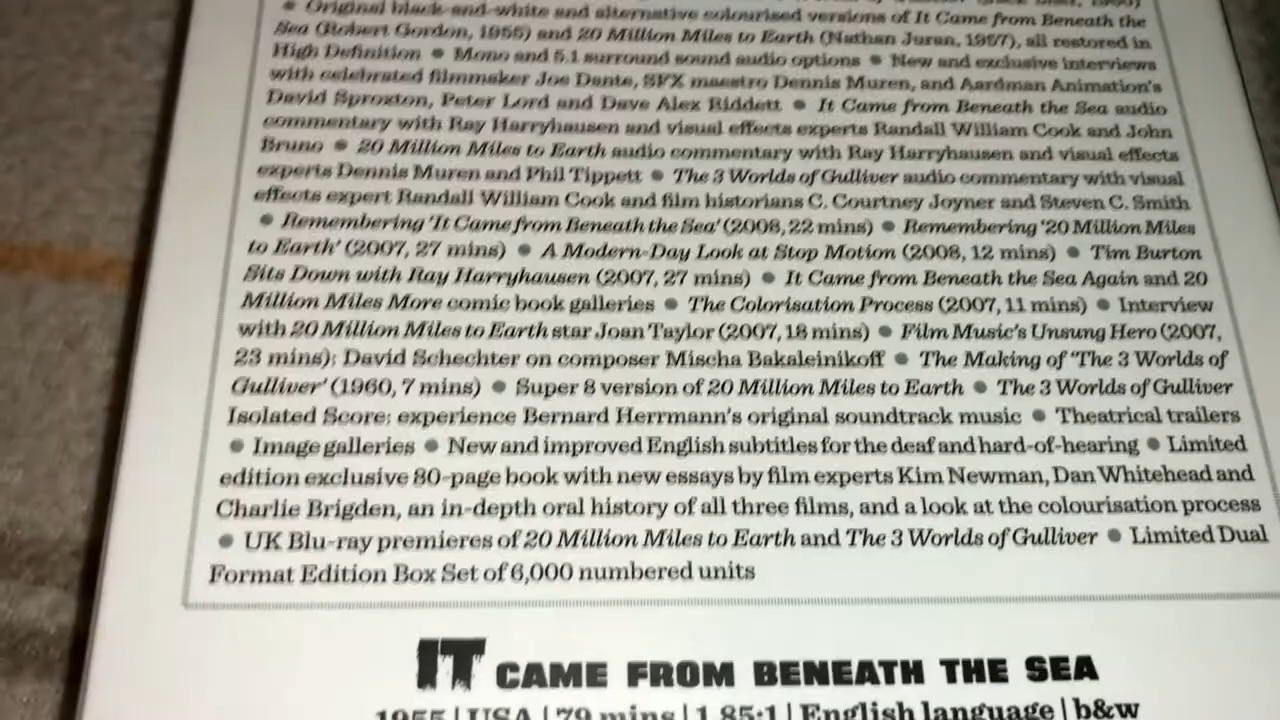 • Original black-and-white and alternative colourised versions of It Came from Beneath the
Sea (Robert Gordon, 1955) and 20 Million Miles to Earth (Nathan Juran, 1957), all restored in
High Definition • Mono and 5.1 surround sound audio options • New and exclusive interviews
with celebrated filmmaker Joe Dante, SFX maestro Dennis Muren, and Aardman Animation's
David Sproxton, Peter Lord and Dave Alex Riddett • It Came from Beneath the Sea audio
commentary with Ray Harryhausen and visual effects experts Randall William Cook and John
Bruno • 20 Million Miles to Earth audio commentary with Ray Harryhausen and visual effects
experts Dennis Muren and Phil Tippett • The 3 Worlds of Gulliver audio commentary with visual
effects expert Randall William Cook and film historians C. Courtney Joyner and Steven C. Smith
• Remembering 'It Came from Beneath the Sea' (2008, 22 mins) • Remembering '20 Million Miles
to Earth' (2007, 27 mins) • A Modern-Day Look at Stop Motion (2008, 12 mins) • Tim Burton
Sits Down with Ray Harryhausen (2007, 27 mins) • It Came from Beneath the Sea Again and 20
Million Miles More comic book galleries • The Colorisation Process (2007, 11 mins) • Interview
with 20 Million Miles to Earth star Joan Taylor (2007, 18 mins) • Film Music's Unsung Hero (2007,
23 mins): David Schechter on composer Mischa Bakaleinikoff • The Making of 'The 3 Worlds of
Gulliver' (1960, 7 mins) • Super 8 version of 20 Million Miles to Earth • The 3 Worlds of Gulliver
Isolated Score: experience Bernard Herrmann's original soundtrack music • Theatrical trailers
• Image galleries • New and improved English subtitles for the deaf and hard-of-hearing • Limited
edition exclusive 80-page book with new essays by film experts Kim Newman, Dan Whitehead and
Charlie Brigden, an in-depth oral history of all three films, and a look at the colourisation process
• UK Blu-ray premieres of 20 Million Miles to Earth and The 3 Worlds of Gulliver • Limited Dual
Format Edition Box Set of 6,000 numbered units
IT CAME FROM BENEATH THE SEA
1955 | USA | 79 mins | 1.85:1 | English language | b&w